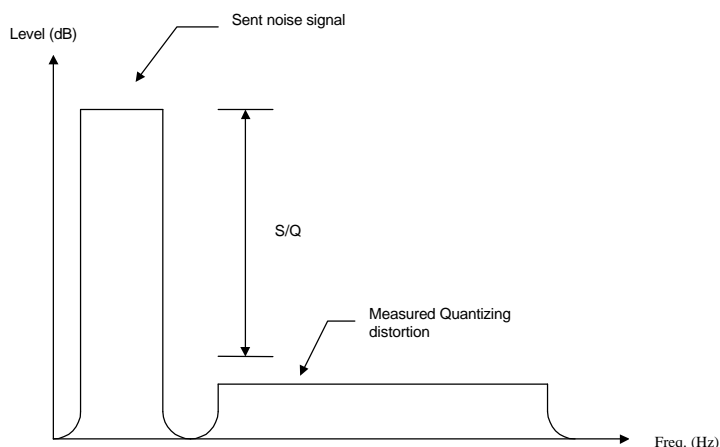 Sent noise signal
Level (dB)
S/Q
Measured Quantizing
distortion
Freq. (Hz)